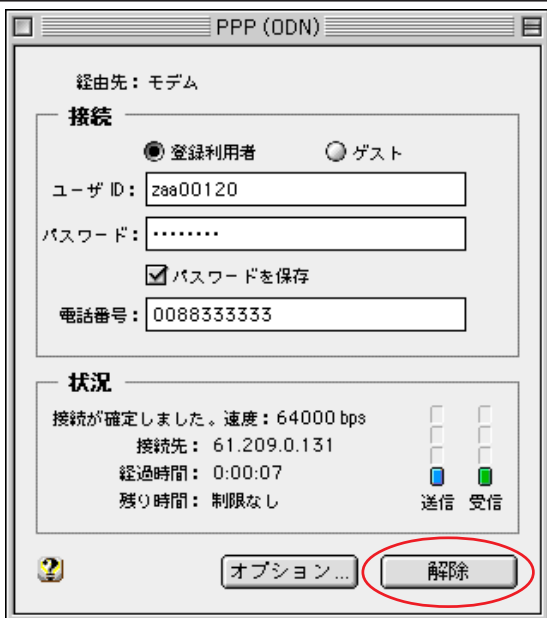 PPP (ODN)
経由先： モデム
接続
登録利用者 ゲスト
ユーザ ID： zaa00120
パスワード： ••••••••
パスワードを保存
電話番号： 0088333333
状況
接続が確定しました。速度： 64000 bps
接続先： 61.209.0.131
経過時間： 0:00:07
残り時間： 制限なし
送信 受信
オプション... 解除